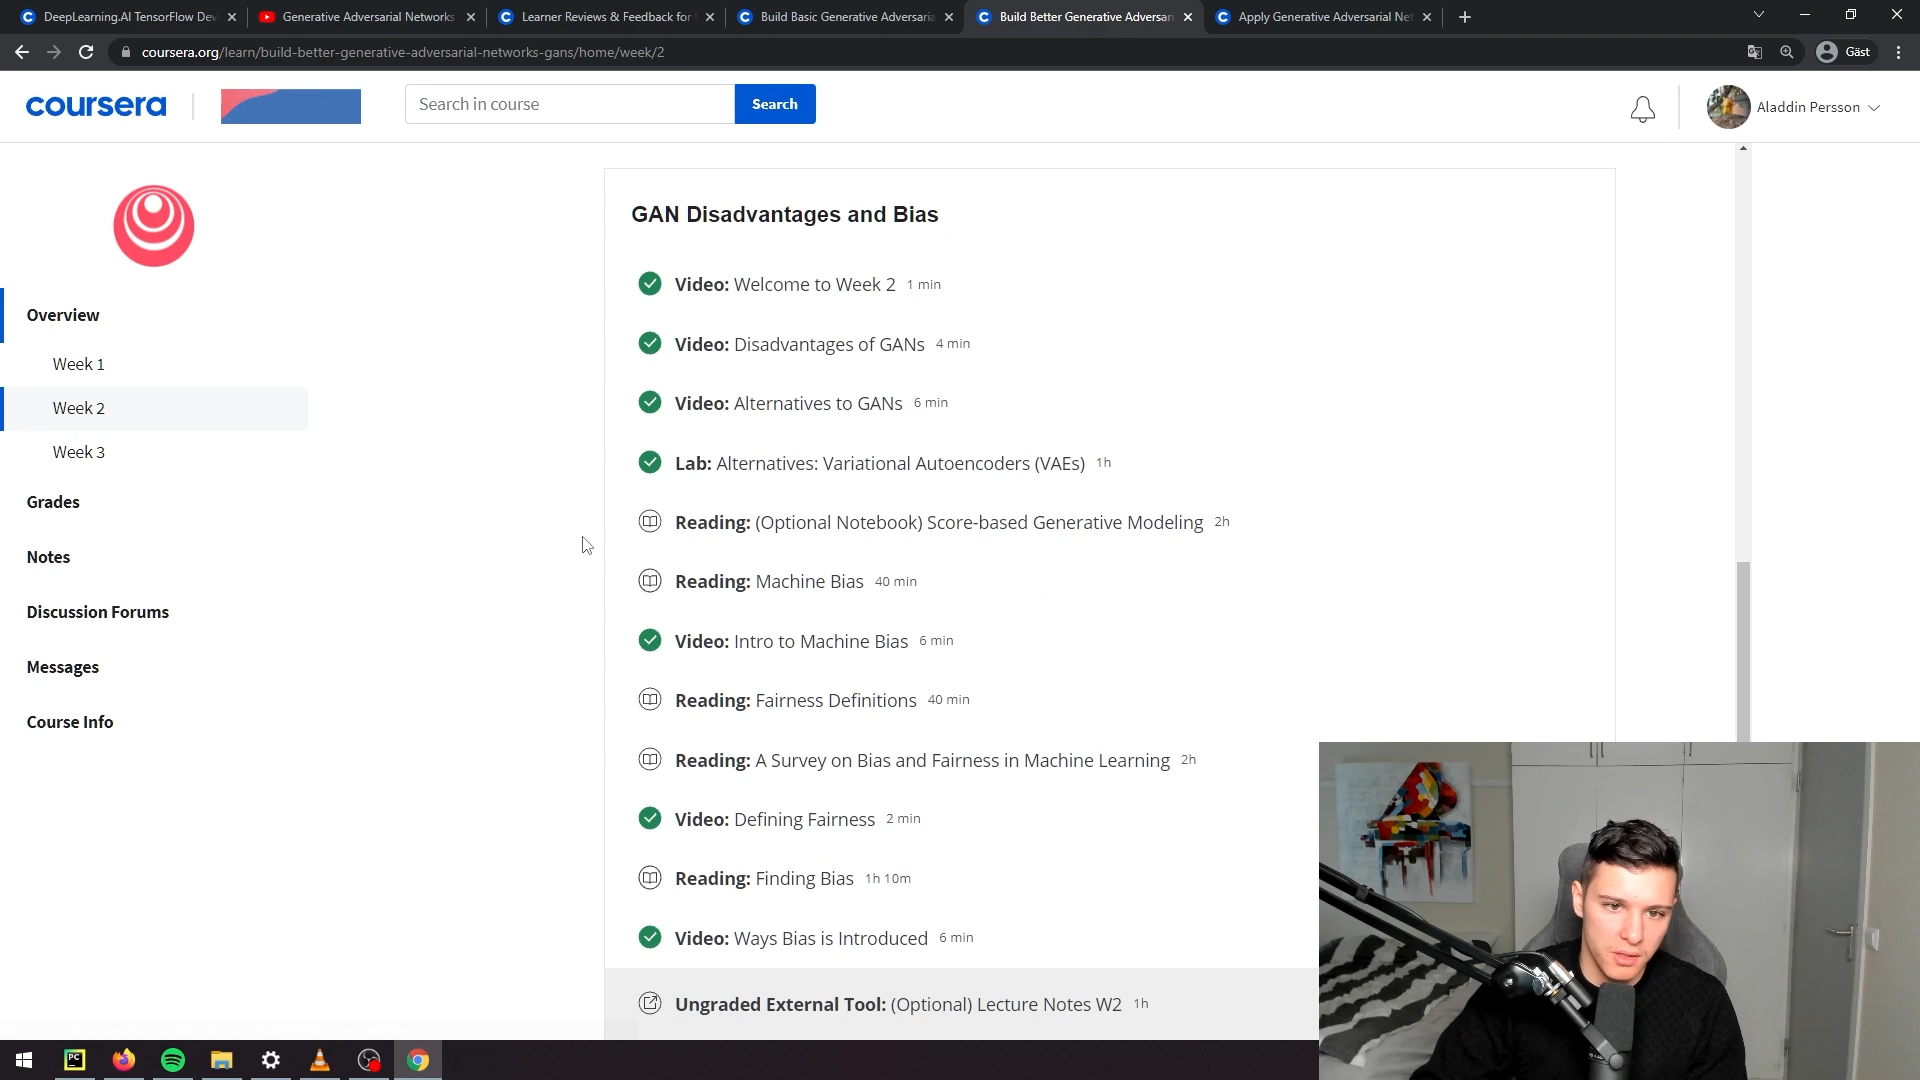 DeepLearning.AI TensorFlow Dev
Generative Adversarial Networks
Learner Reviews & Feedback for
Build Basic Generative Adversaria
Build Better Generative Adversari
Apply Generative Adversarial Net
coursera.org/learn/build-better-generative-adversarial-networks-gans/home/week/2
Gäst
coursera
Search in course
Search
Aladdin Persson
Overview
Week 1
Week 2
Week 3
Grades
Notes
Discussion Forums
Messages
Course Info
GAN Disadvantages and Bias
Video: Welcome to Week 2 1 min
Video: Disadvantages of GANs 4 min
Video: Alternatives to GANs 6 min
Lab: Alternatives: Variational Autoencoders (VAEs) 1h
Reading: (Optional Notebook) Score-based Generative Modeling 2h
Reading: Machine Bias 40 min
Video: Intro to Machine Bias 6 min
Reading: Fairness Definitions 40 min
Reading: A Survey on Bias and Fairness in Machine Learning 2h
Video: Defining Fairness 2 min
Reading: Finding Bias 1h 10m
Video: Ways Bias is Introduced 6 min
Ungraded External Tool: (Optional) Lecture Notes W2 1h
PC